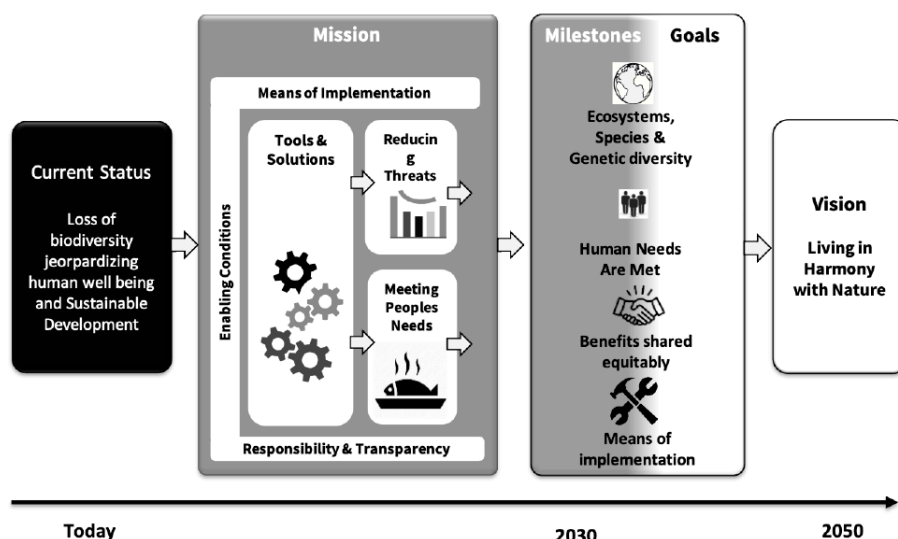 Current Status
Loss of
biodiversity
jeorpardizing
human well being
and Sustainable
Development
Mission
Means of Implementation
Enabling Conditions
Tools &
Solutions
Reducin
g
Threats
Meeting
Peoples
Needs
Responsibility & Transparency
Milestones Goals
Ecosystems,
Species &
Genetic diversity
Human Needs
Are Met
Benefits shared
equitably
Means of
implementation
Vision
Living in
Harmony
with Nature
Today
2030
2050